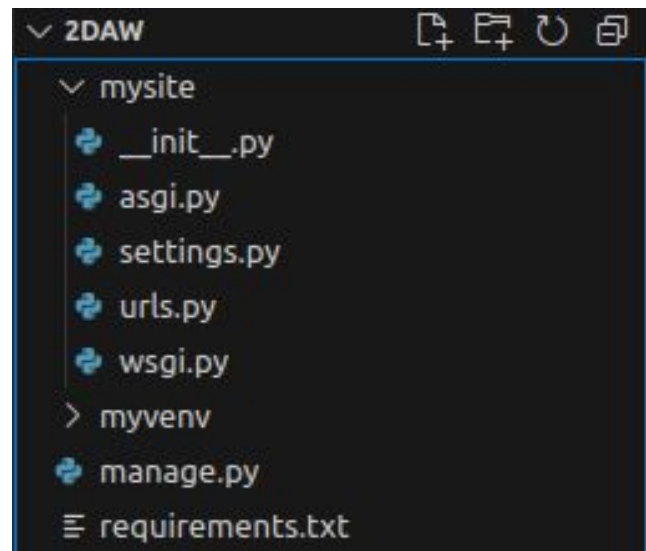 2DAW
mysite
__init__.py
asgi.py
settings.py
urls.py
wsgi.py
myvenv
manage.py
requirements.txt